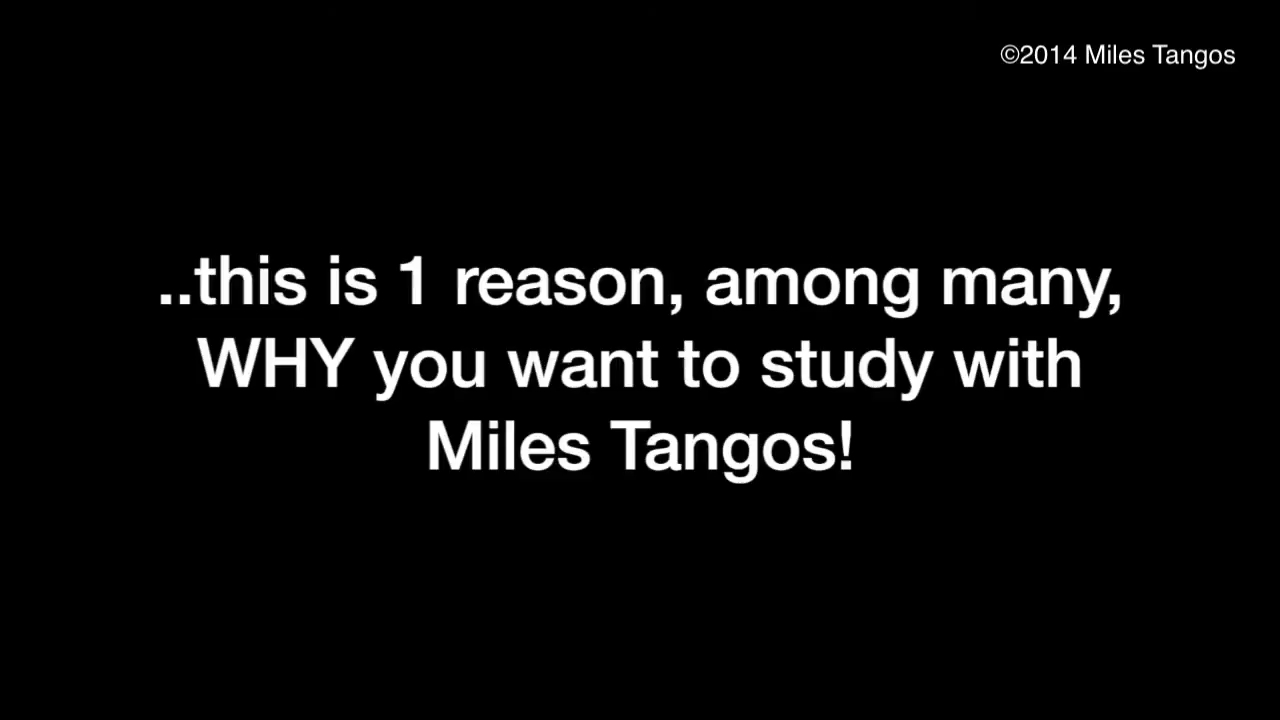 ©2014 Miles Tangos
..this is 1 reason, among many,
WHY you want to study with
Miles Tangos!